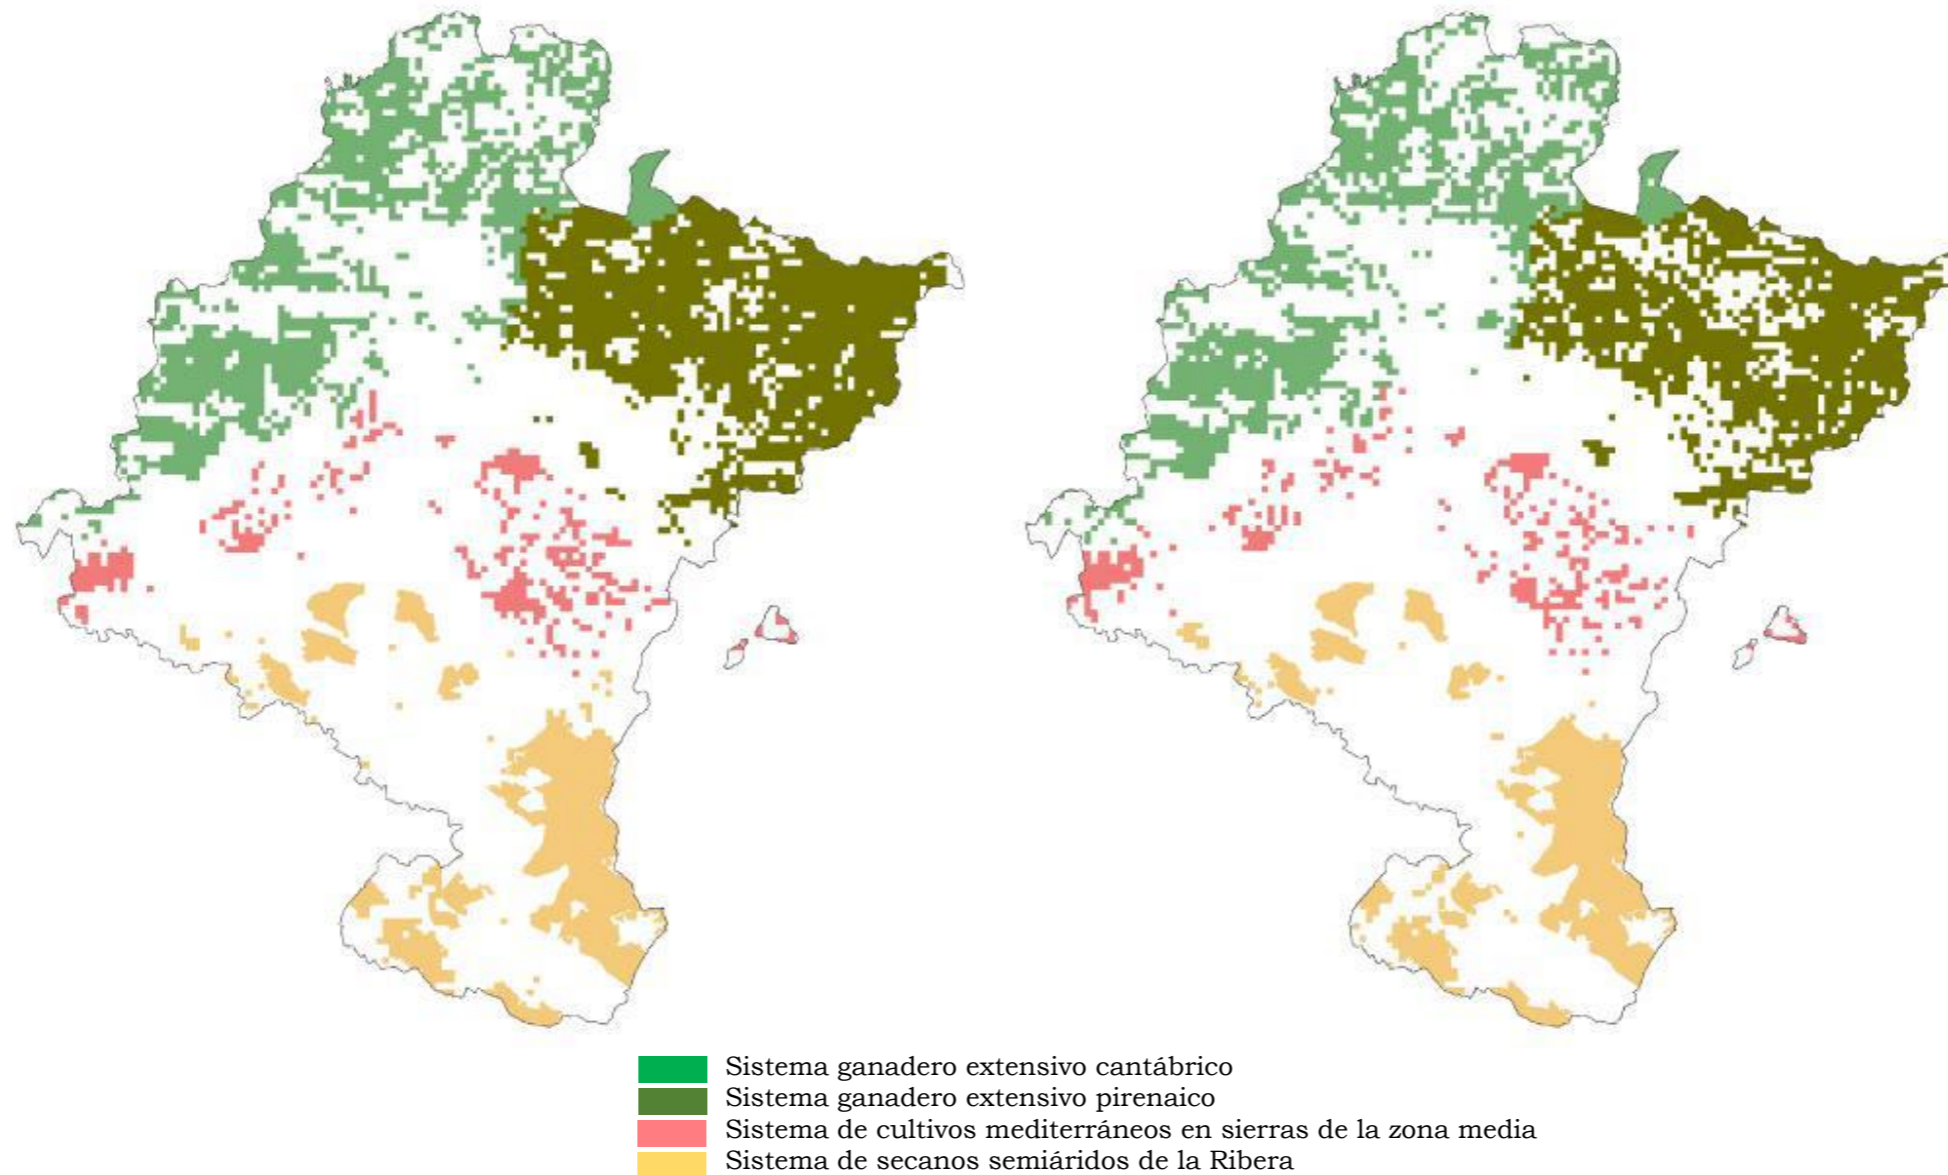 Sistema ganadero extensivo cantábrico
Sistema ganadero extensivo pirenaico
Sistema de cultivos mediterráneos en sierras de la zona media
Sistema de secanos semiáridos de la Ribera